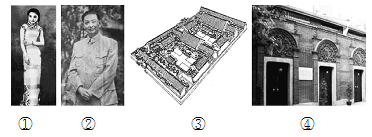 ① ② ③ ④